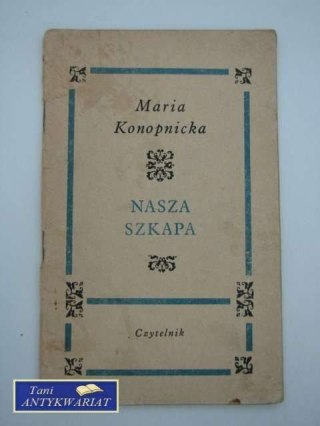 Maria
Konopnicka
NASZA
SZKAPA
Czytelnik
Tani
ANTYKWARIAT